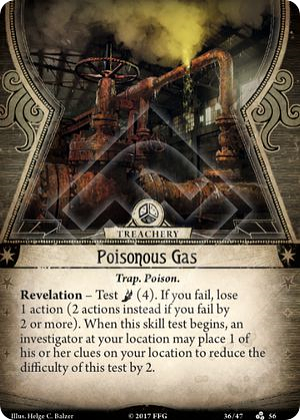 TREACHERY
Poisonous Gas
Trap. Poison.
Revelation – Test (4). If you fail, lose
1 action (2 actions instead if you fail by
2 or more). When this skill test begins, an
investigator at your location may place 1 of
his or her clues on your location to reduce the
difficulty of this test by 2.
Illus. Helge C. Balzer © 2017 FFG 36/47 56